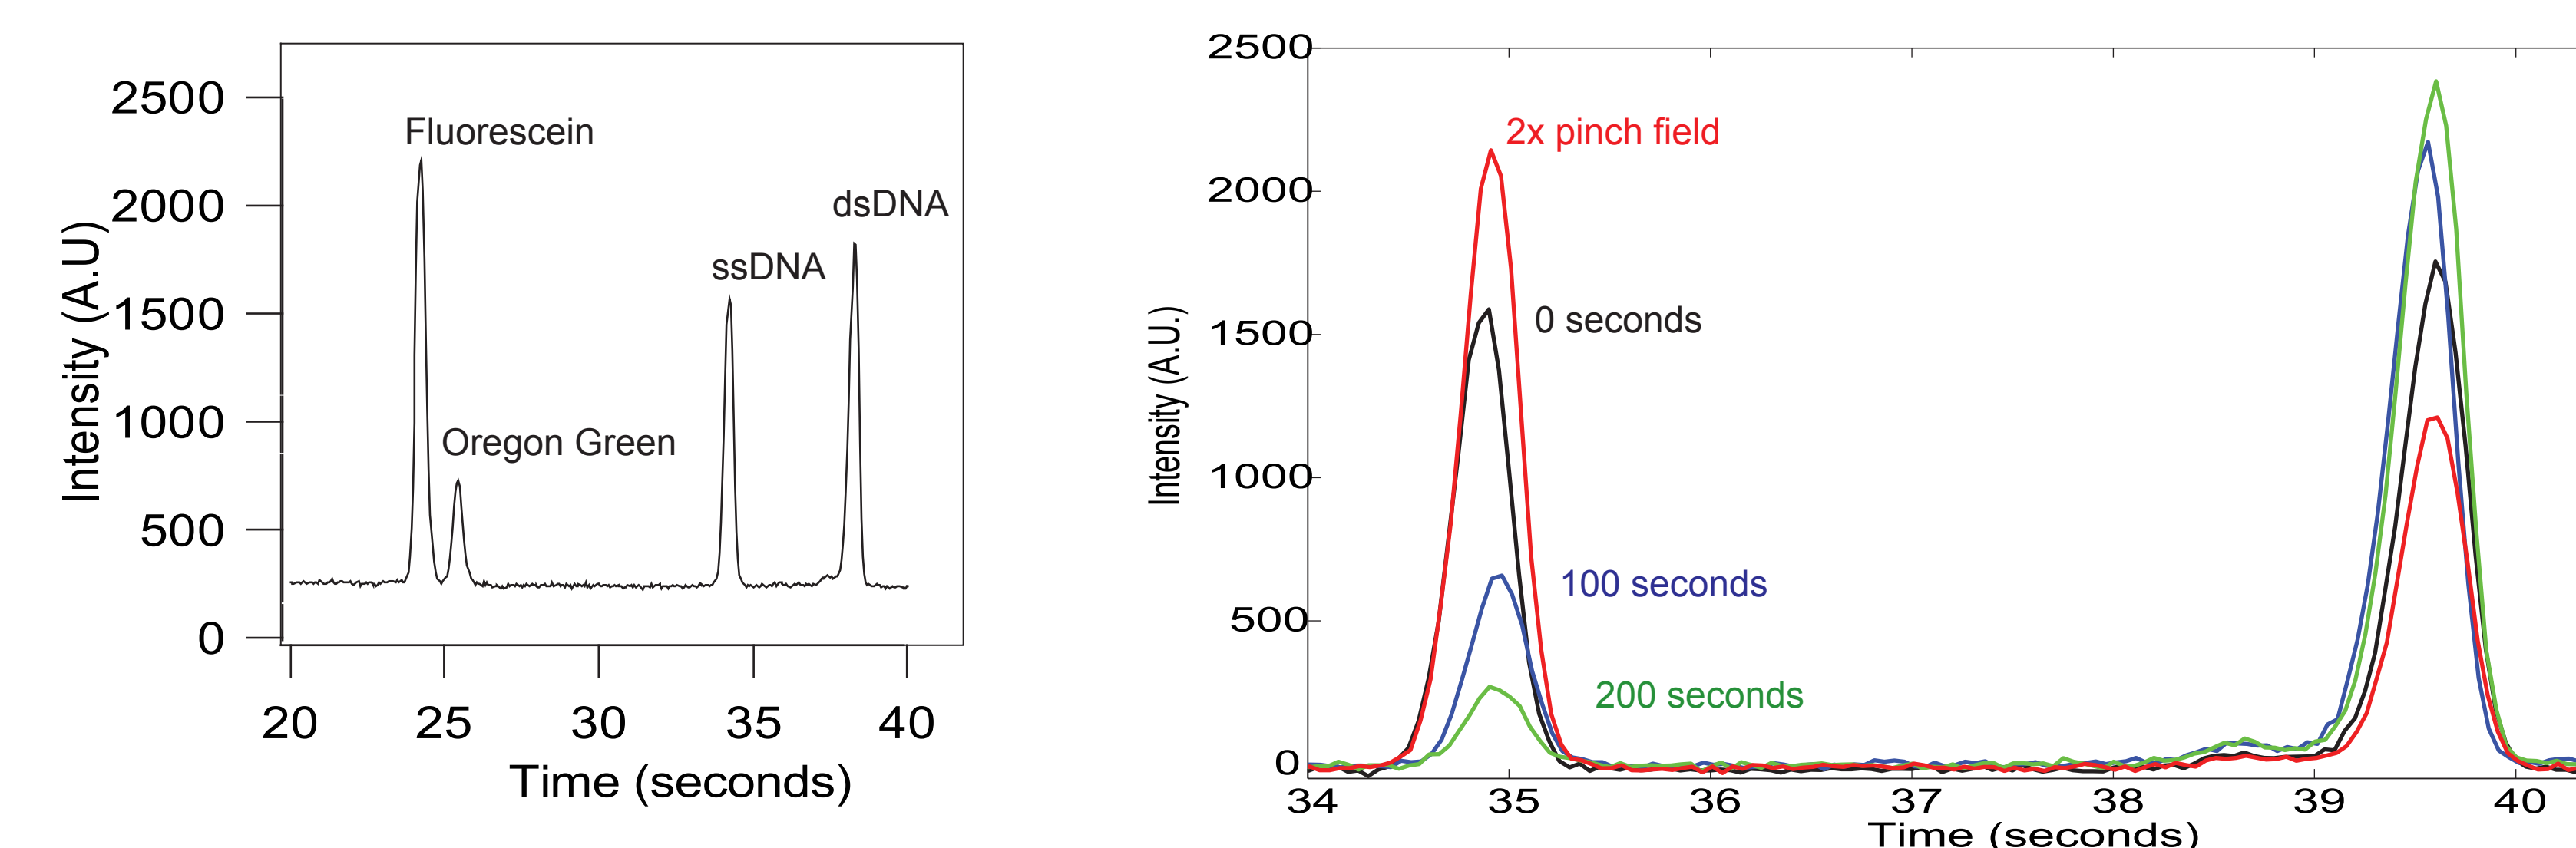 2500
2000
1500
1000
500
0
Intensity (A.U)
Fluorescein
Oregon Green
ssDNA
dsDNA
20 25 30 35 40
Time (seconds)
2500
2000
1500
1000
500
0
Intensity (A.U.)
2x pinch field
0 seconds
100 seconds
200 seconds
34 35 36 37 38 39 40
Time (seconds)